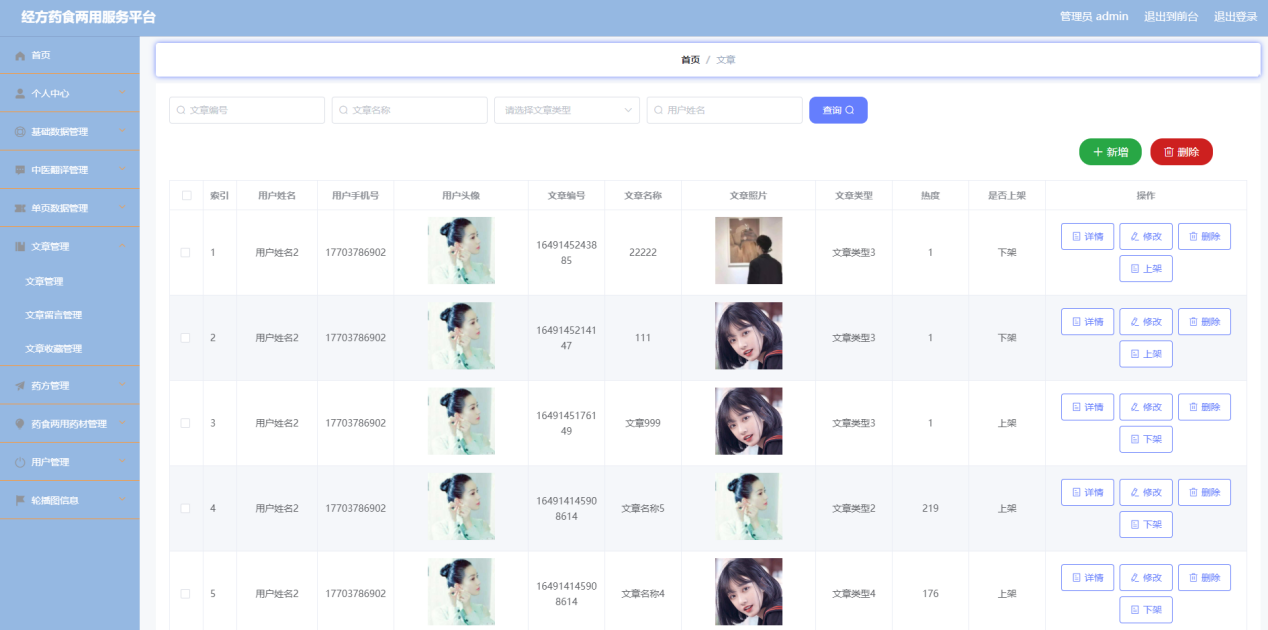 经方药食两用服务平台
管理员 admin 退出到前台 退出登录
首页
个人中心
基础数据管理
中医翻译管理
单页数据管理
文章管理
文章管理
文章留言管理
文章收藏管理
药方管理
药食两用药材管理
用户管理
轮播图信息
首页 / 文章
文章编号 文章名称 请选择文章类型 用户姓名 查询
新增 删除
索引 用户姓名 用户手机号 用户头像 文章编号 文章名称 文章照片 文章类型 热度 是否上架 操作
1 用户姓名2 17703786902 16491452438 22222 文章类型3 1 下架 详情 修改 删除
85 上架
2 用户姓名2 17703786902 16491452141 111 文章类型3 1 下架 详情 修改 删除
47 上架
3 用户姓名2 17703786902 16491451761 文章999 文章类型3 1 上架 详情 修改 删除
49 下架
4 用户姓名2 17703786902 16491414590 文章名称5 文章类型2 219 上架 详情 修改 删除
8614 下架
5 用户姓名2 17703786902 16491414590 文章名称4 文章类型4 176 上架 详情 修改 删除
8614 下架